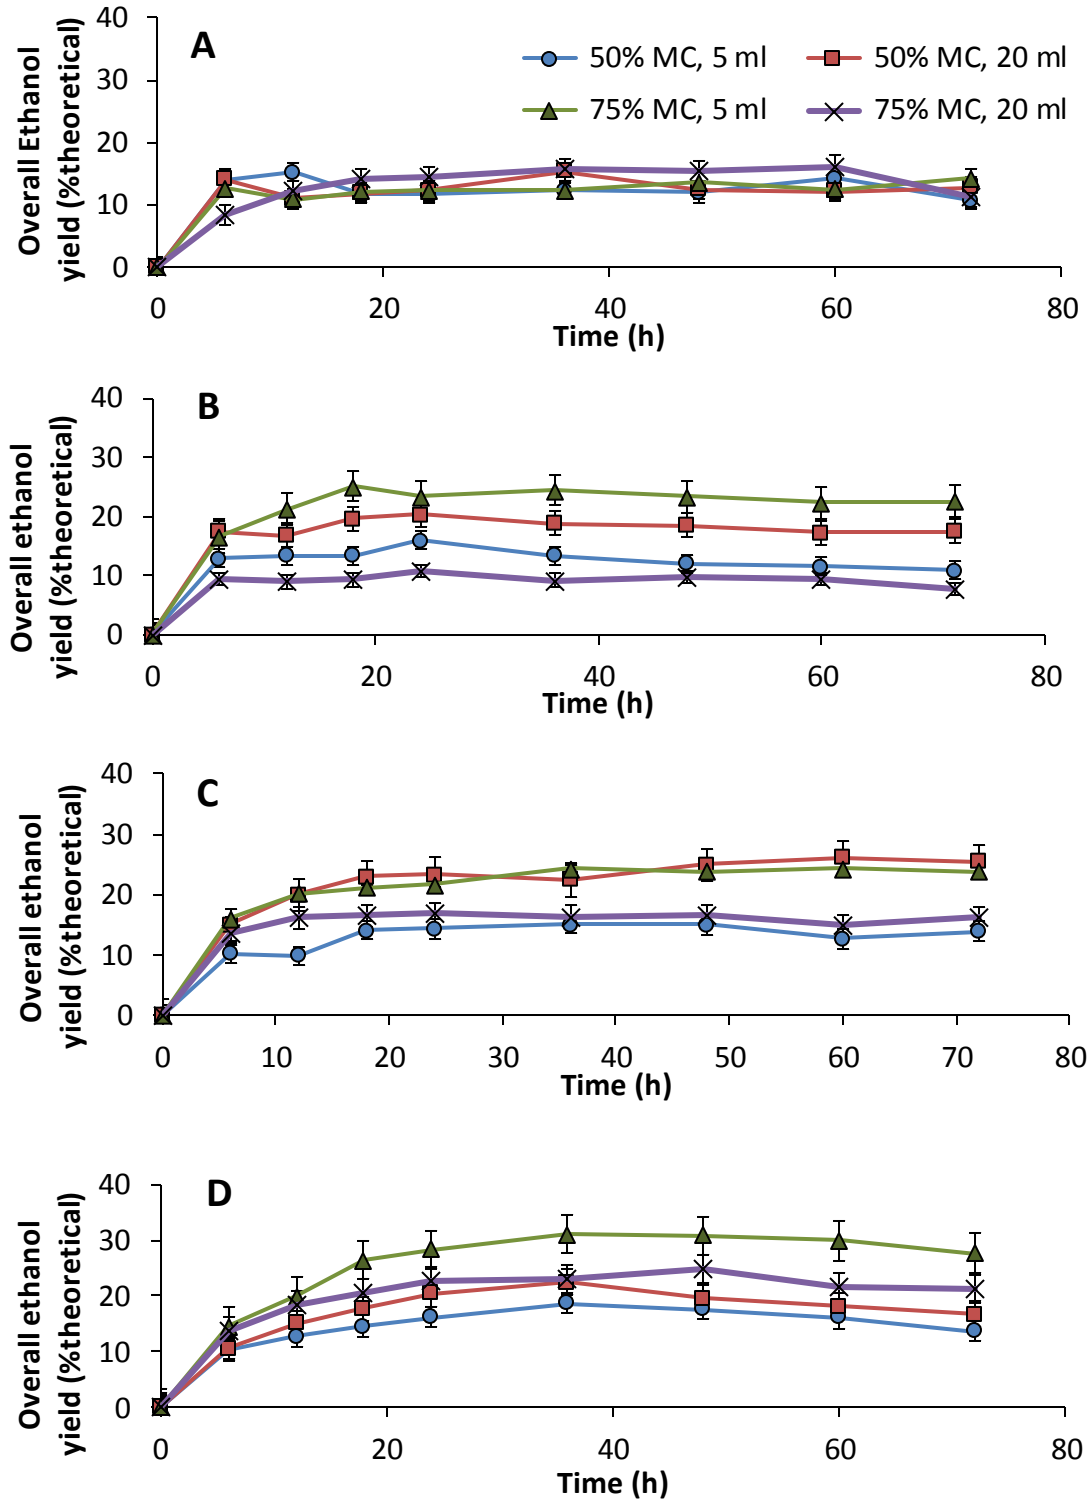 A
50% MC, 5 ml
50% MC, 20 ml
75% MC, 5 ml
75% MC, 20 ml
Overall Ethanol
yield (%theoretical)
40
30
20
10
0
0 20 40 60 80
Time (h)
B
Overall ethanol
yield (%theoretical)
40
30
20
10
0
0 20 40 60 80
Time (h)
C
Overall ethanol
yield (%theoretical)
40
30
20
10
0
0 10 20 30 40 50 60 70 80
Time (h)
D
Overall ethanol
yield (%theoretical)
40
30
20
10
0
0 20 40 60 80
Time (h)